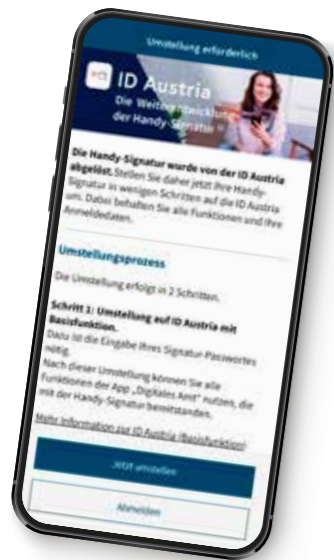 Umstellung erforderlich
ID Austria
Die Weiterentwicklung
der Handy-Signatur
Die Handy-Signatur wurde von der ID Austria
abgelöst. Stellen Sie daher jetzt Ihre Handy-
Signatur in wenigen Schritten auf die ID Austria
um. Dabei behalten Sie alle Funktionen und Ihre
Anmeldedaten.
Umstellungsprozess
Die Umstellung erfolgt in 2 Schritten.
Schritt 1: Umstellung auf ID Austria mit
Basisfunktion.
Dazu ist die Eingabe Ihres Signatur-Passwortes
nötig.
Nach dieser Umstellung können Sie alle
Funktionen der App „Digitales Amt" nutzen, die
mit der Handy-Signatur bereitstanden.
Mehr Information zur ID Austria (Basisfunktion)
Jetzt umstellen
Abmelden